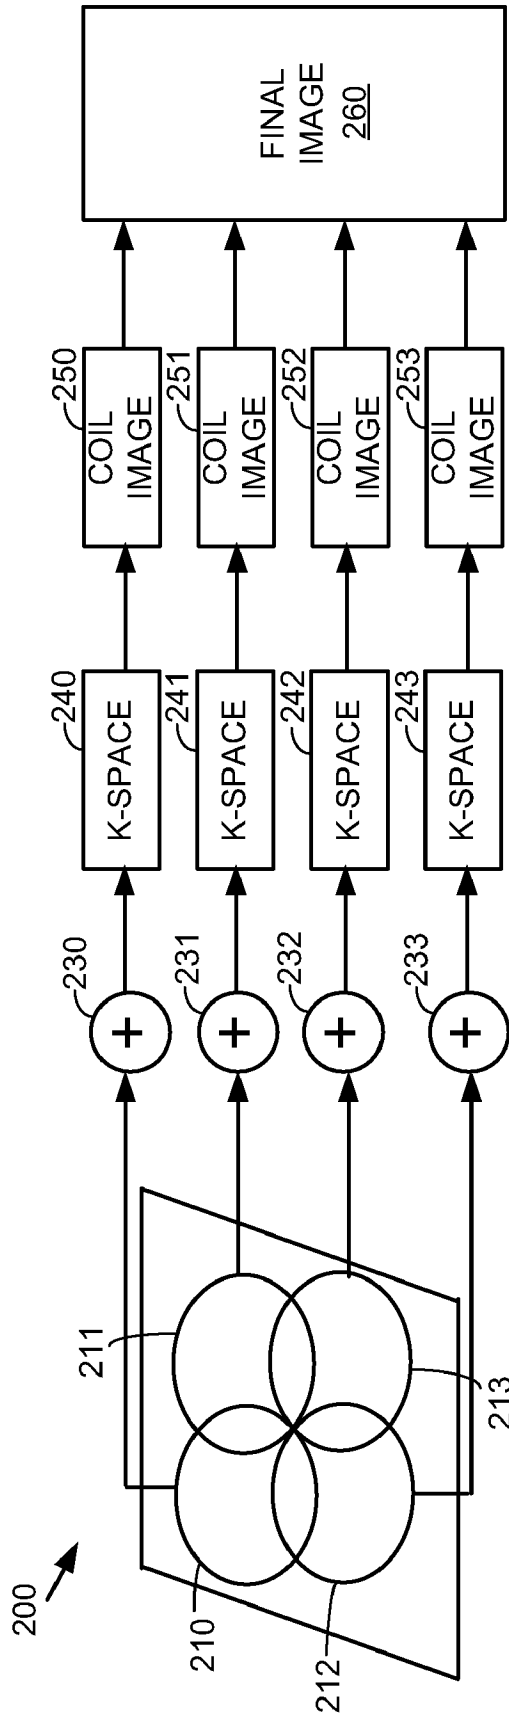 200
210
211
212
213
230
231
232
233
+
+
+
+
240
K-SPACE
241
K-SPACE
242
K-SPACE
243
K-SPACE
250
COIL
IMAGE
251
COIL
IMAGE
252
COIL
IMAGE
253
COIL
IMAGE
FINAL
IMAGE
260